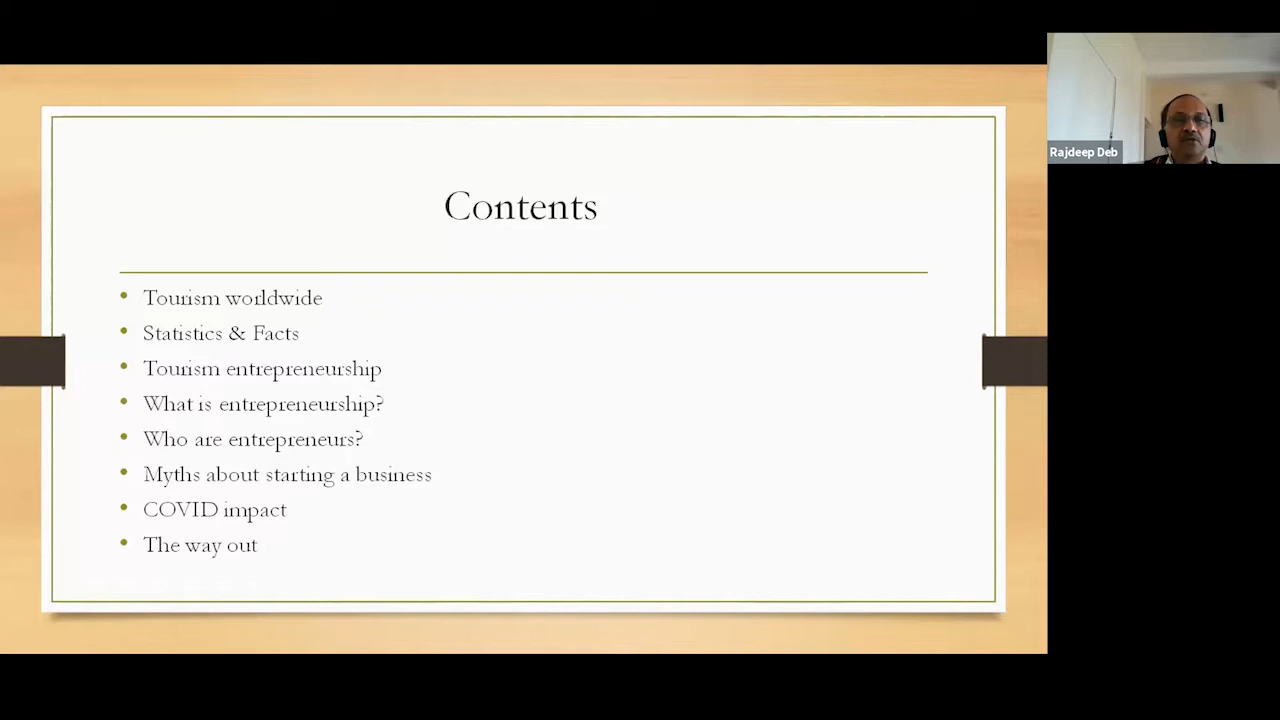 Contents
Tourism worldwide
Statistics & Facts
Tourism entrepreneurship
What is entrepreneurship?
Who are entrepreneurs?
Myths about starting a business
COVID impact
The way out
Rajdeep Deb